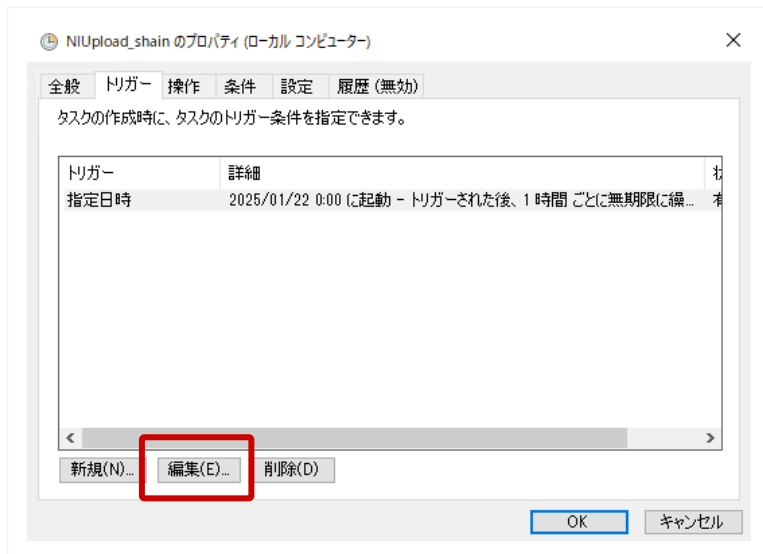 NIUpload_shain のプロパティ (ローカル コンピューター)
全般 トリガー 操作 条件 設定 履歴 (無効)
タスクの作成時に、タスクのトリガー条件を指定できます。
トリガー 詳細 状
指定日時 2025/01/22 0:00 に起動 - トリガーされた後、1 時間 ごとに無期限に繰... 有
新規(N)... 編集(E)... 削除(D)
OK キャンセル